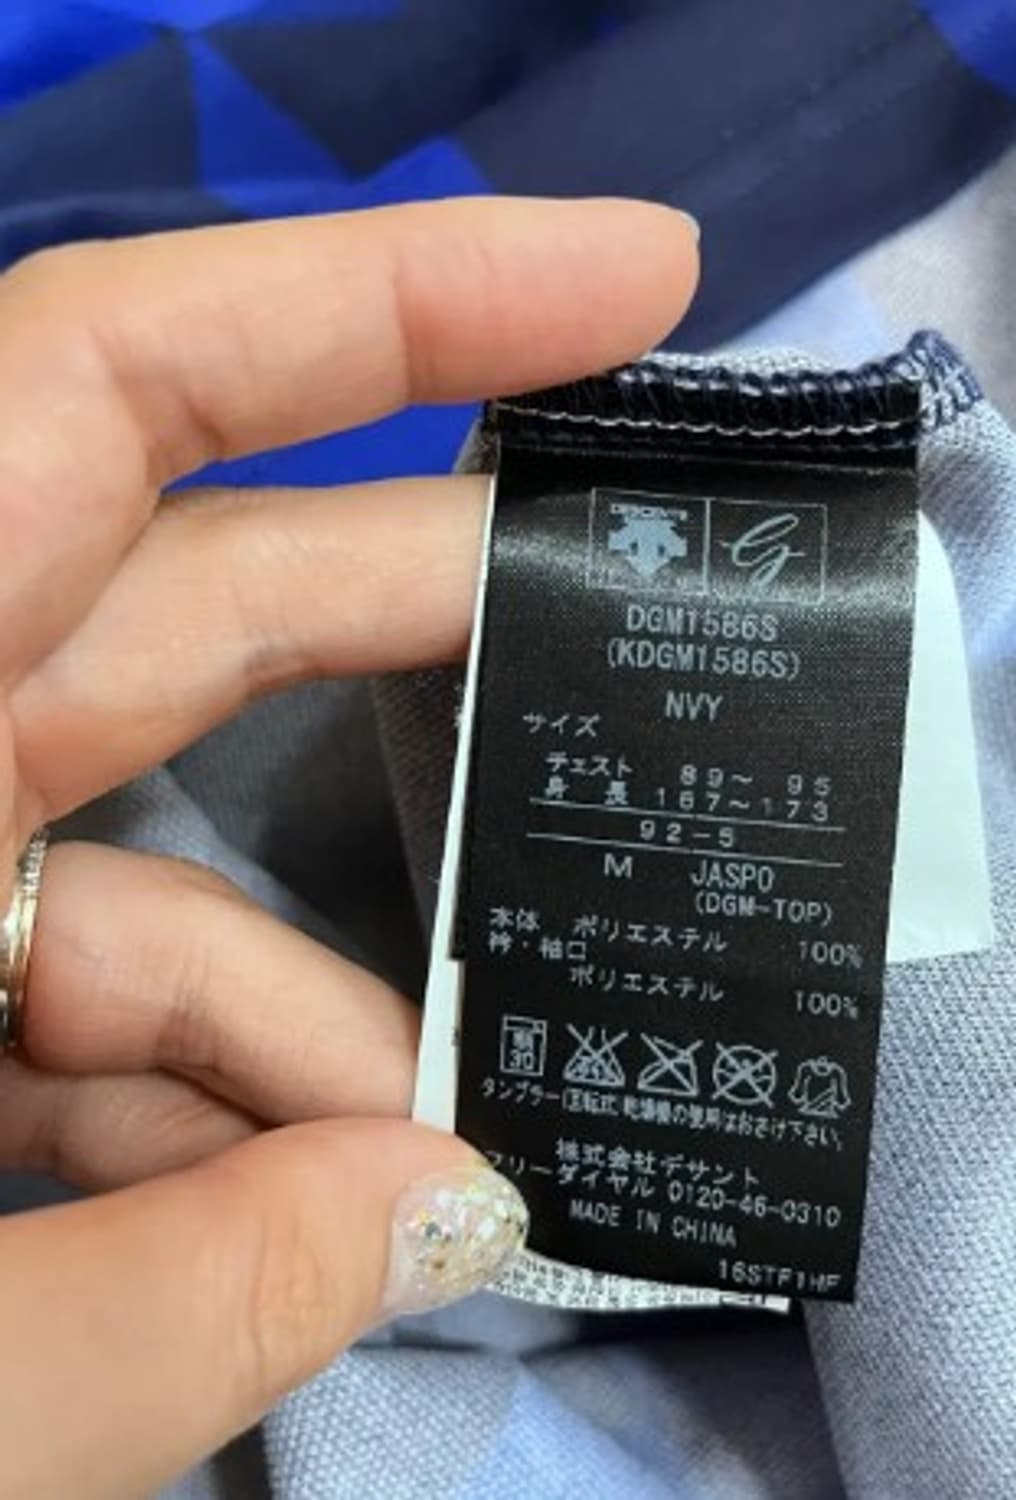 DESCENTE
DGM1586S
(KDGM1586S)
NVY
サイズ
チェスト 89～ 95
身 長 167～173
92-5
M JASPO
(DGM-TOP)
本体 ポリエステル 100%
衿・袖口
ポリエステル 100%
30
タンブラー(回転式)乾燥機の使用はおさけ下さい。
株式会社デサント
フリーダイヤル 0120-46-0310
MADE IN CHINA